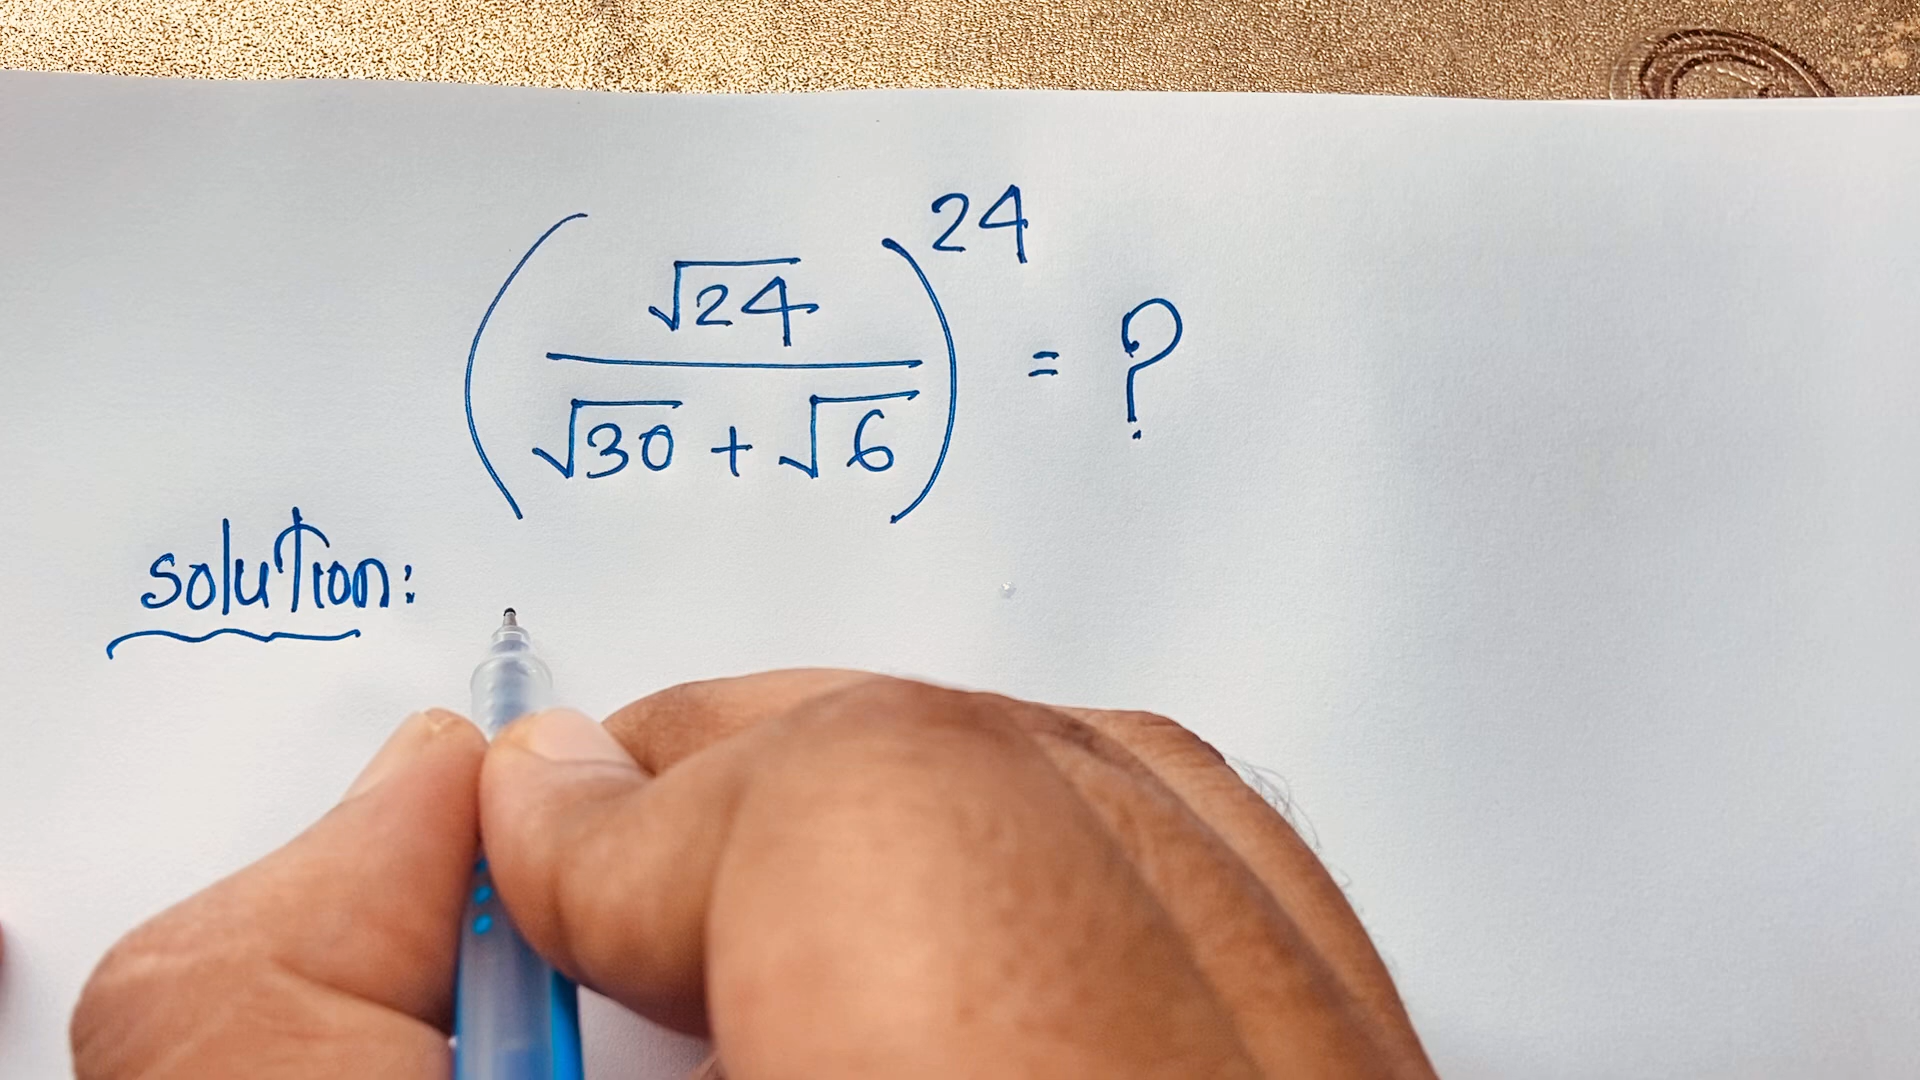 (√24 / (√30 + √6))^24 = ?
solution: